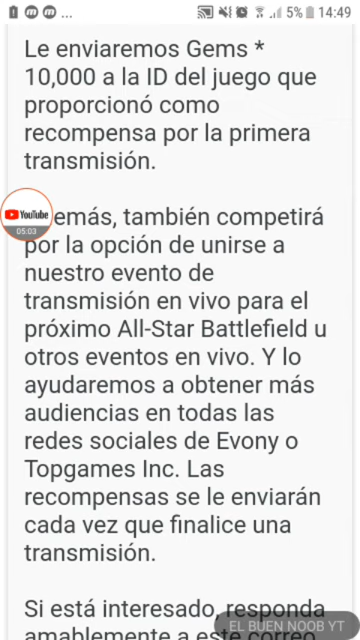 5% 14:49
Le enviaremos Gems *
10,000 a la ID del juego que
proporcionó como
recompensa por la primera
transmisión.
YouTube
05:03
emás, también competirá
por la opción de unirse a
nuestro evento de
transmisión en vivo para el
próximo All-Star Battlefield u
otros eventos en vivo. Y lo
ayudaremos a obtener más
audiencias en todas las
redes sociales de Evony o
Topgames Inc. Las
recompensas se le enviarán
cada vez que finalice una
transmisión.
Si está interesado, responda
amablemente a este correo
EL BUEN NOOB YT